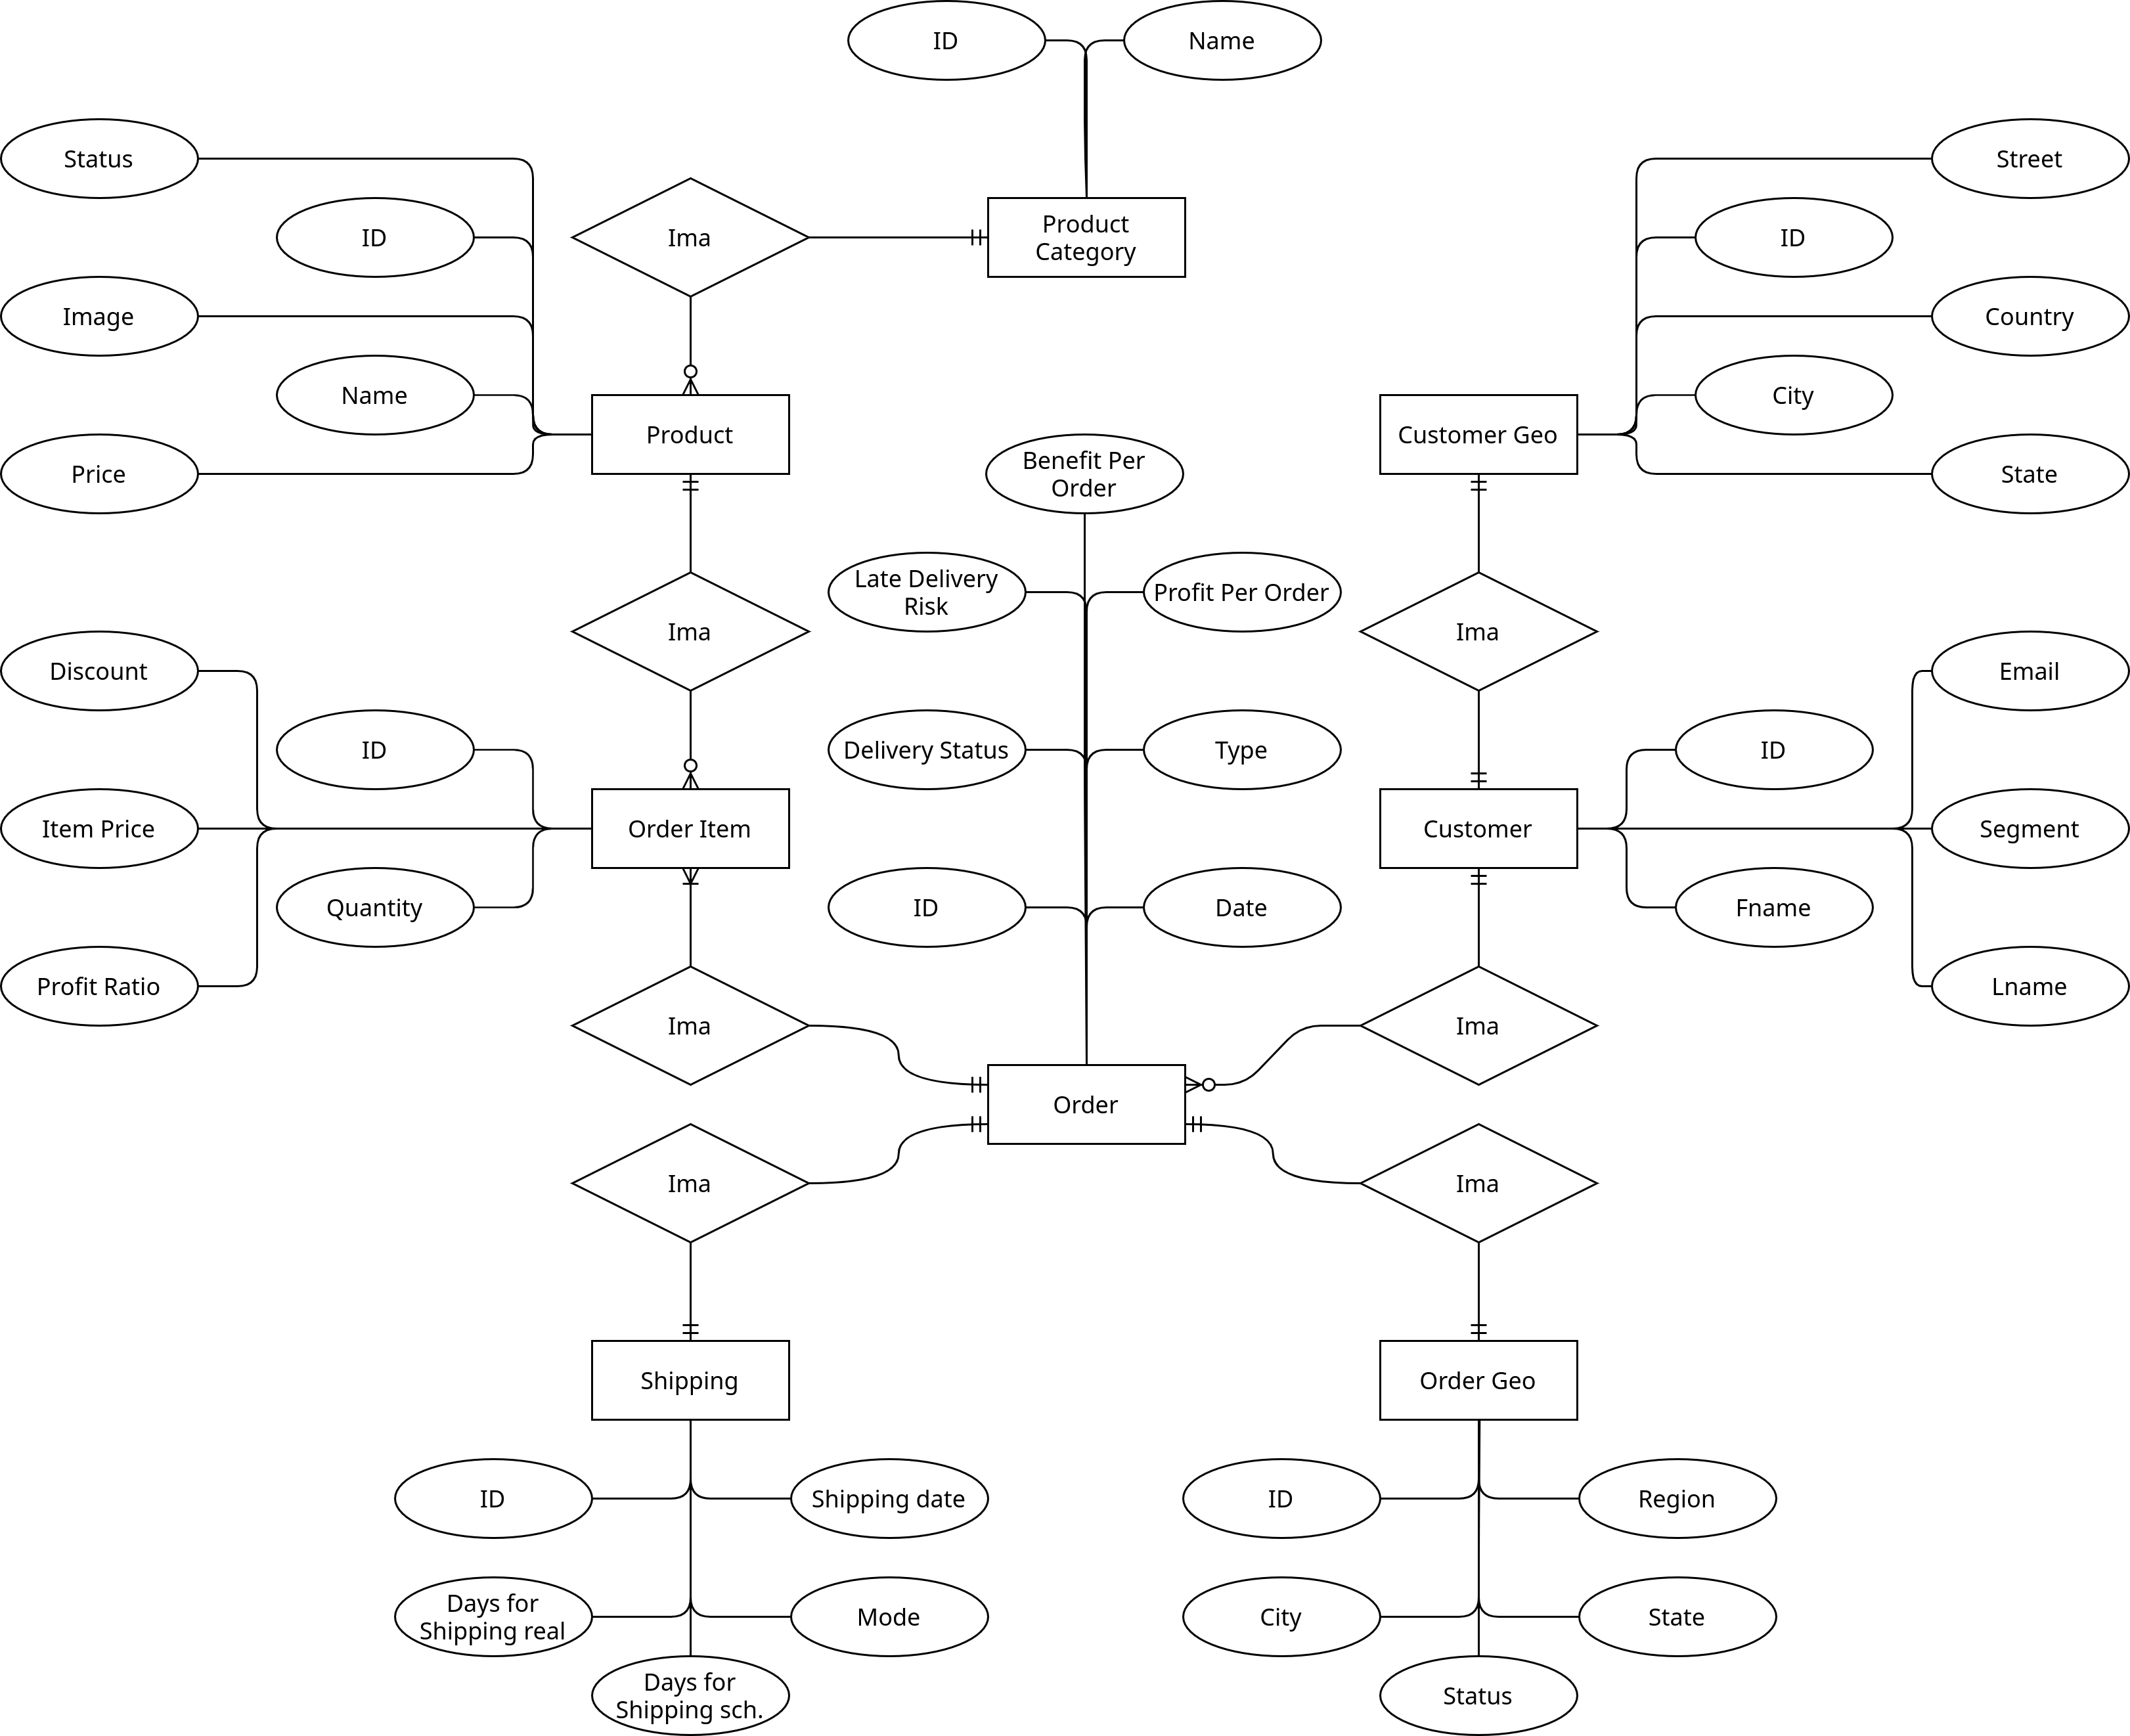 ID
Name
Status
Street
ID
Ima
Product
Category
ID
Image
Country
Name
City
Product
Customer Geo
Price
Benefit Per
Order
State
Late Delivery
Risk
Profit Per Order
Ima
Ima
Discount
Email
ID
Delivery Status
Type
ID
Item Price
Order Item
Customer
Segment
Quantity
ID
Date
Fname
Profit Ratio
Lname
Ima
Ima
Order
Ima
Ima
Shipping
Order Geo
ID
Shipping date
ID
Region
Days for
Shipping real
Mode
City
State
Days for
Shipping sch.
Status